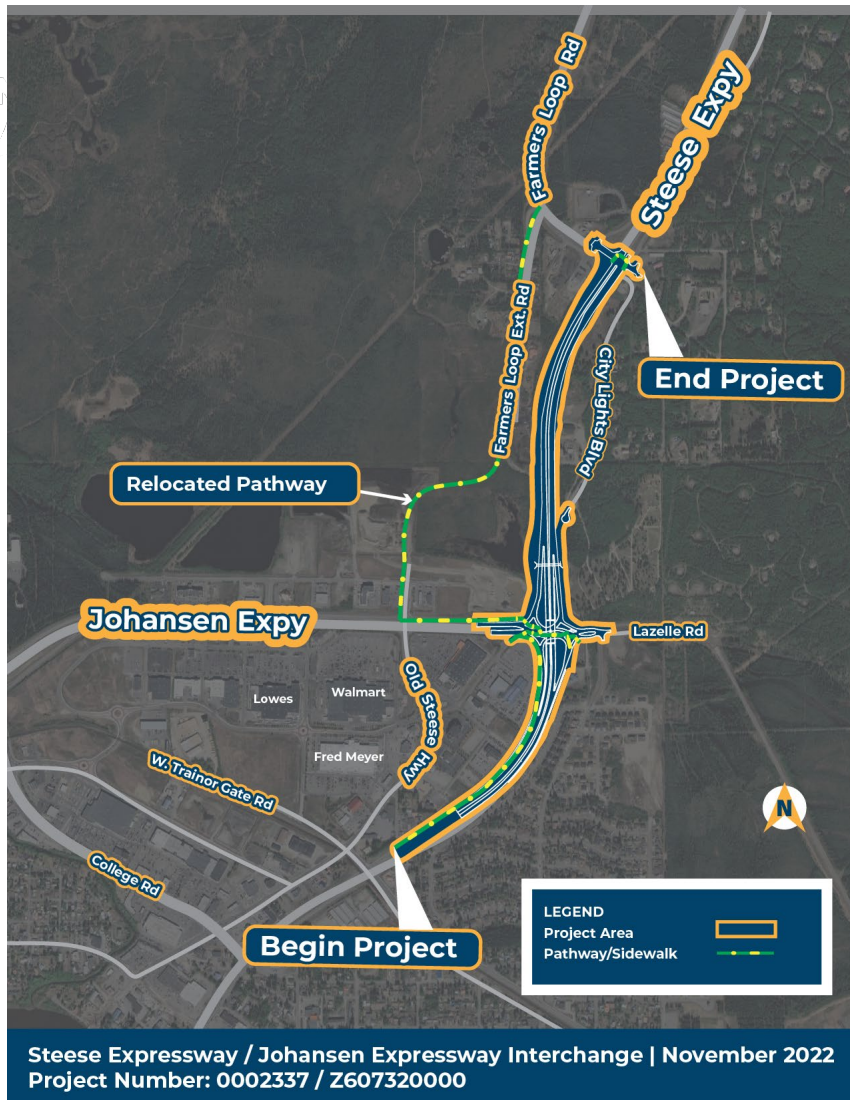 Farmers Loop Rd
Steese Expy
Farmers Loop Ext. Rd
City Lights Blvd
End Project
Relocated Pathway
Johansen Expy
Lazelle Rd
Lowes
Walmart
Old Steese Hwy
Fred Meyer
W. Trainor Gate Rd
College Rd
N
Begin Project
LEGEND
Project Area
Pathway/Sidewalk
Steese Expressway / Johansen Expressway Interchange | November 2022
Project Number: 0002337 / Z607320000